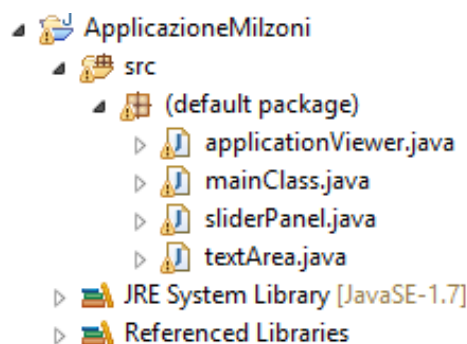 ApplicazioneMilzoni
src
(default package)
applicationViewer.java
mainClass.java
sliderPanel.java
textArea.java
JRE System Library [JavaSE-1.7]
Referenced Libraries